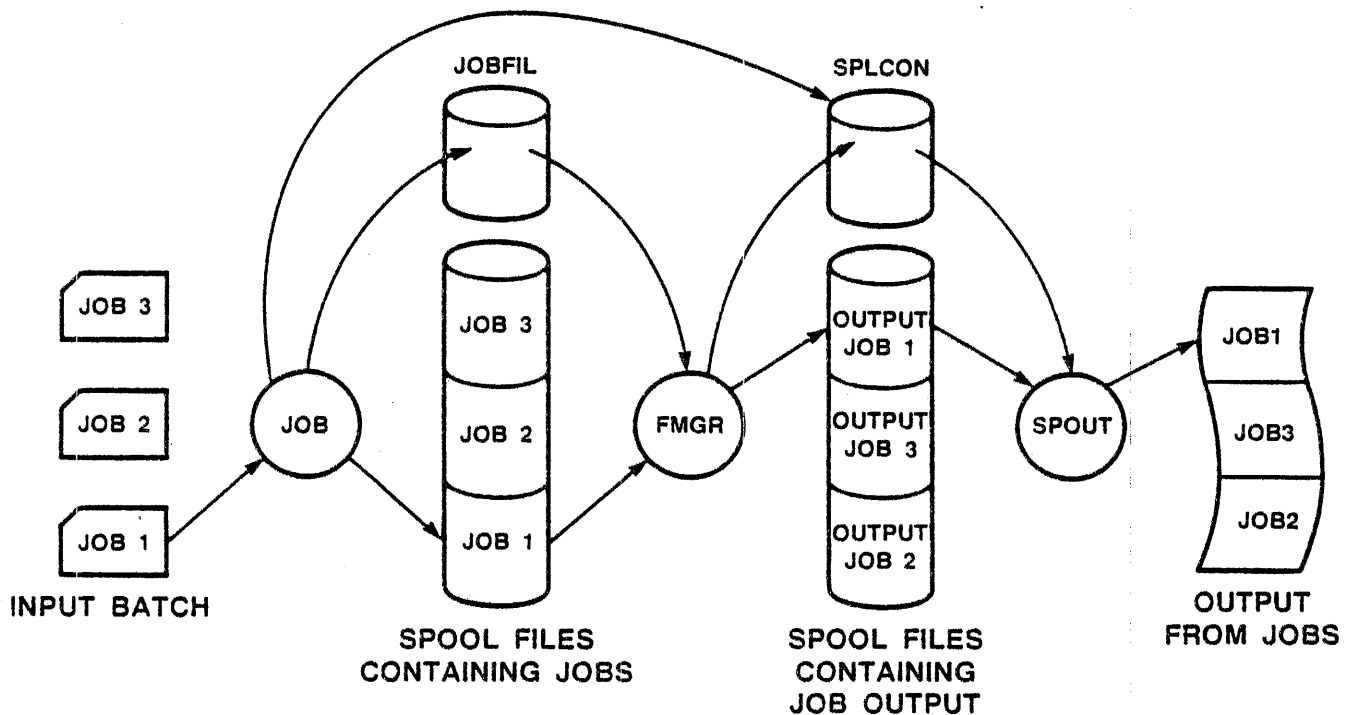 JOBFIL
SPLCON
JOB 3
JOB 2
JOB 1
INPUT BATCH
JOB
JOB 3
JOB 2
JOB 1
SPOOL FILES
CONTAINING JOBS
FMGR
OUTPUT
JOB 1
OUTPUT
JOB 3
OUTPUT
JOB 2
SPOOL FILES
CONTAINING
JOB OUTPUT
SPOUT
JOB1
JOB3
JOB2
OUTPUT
FROM JOBS